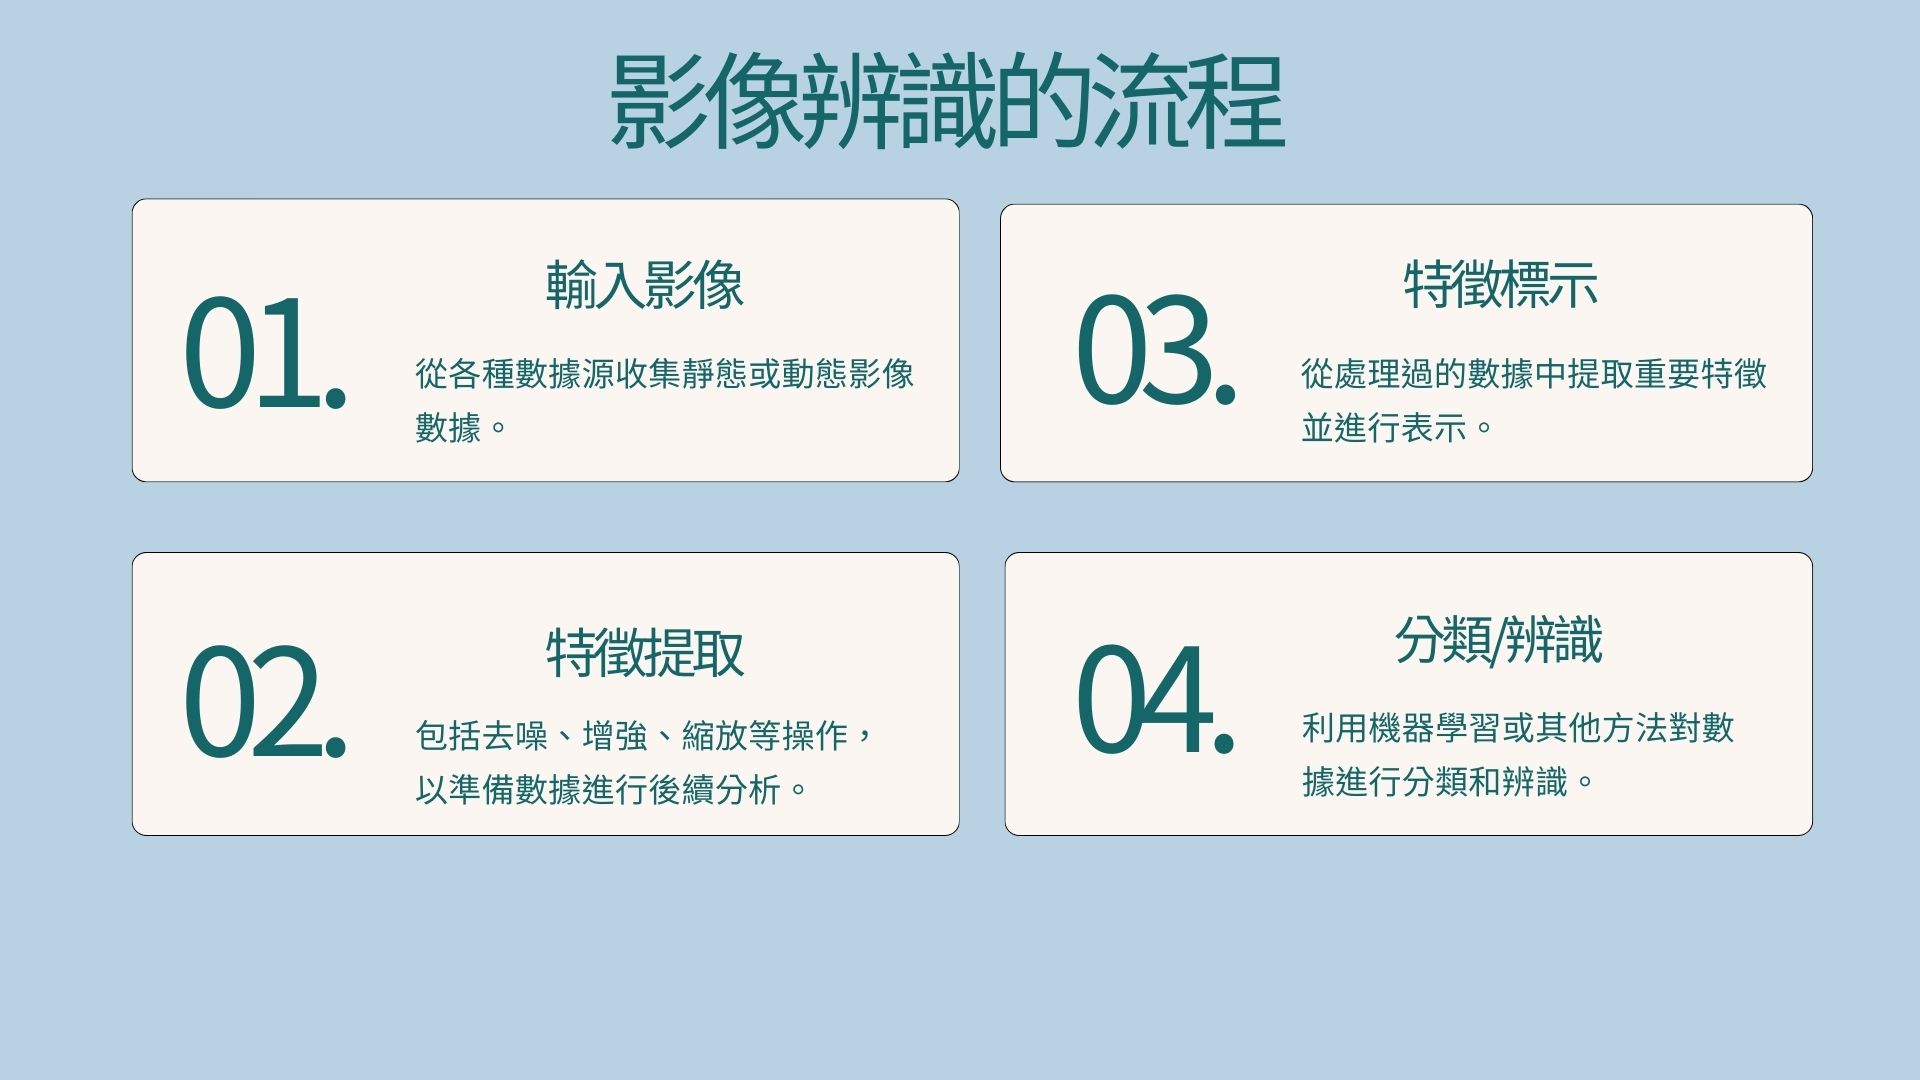 影像辨識的流程
01.
輸入影像
從各種數據源收集靜態或動態影像
數據。
02.
特徵提取
包括去噪、增強、縮放等操作，
以準備數據進行後續分析。
03.
特徵標示
從處理過的數據中提取重要特徵
並進行表示。
04.
分類/辨識
利用機器學習或其他方法對數
據進行分類和辨識。